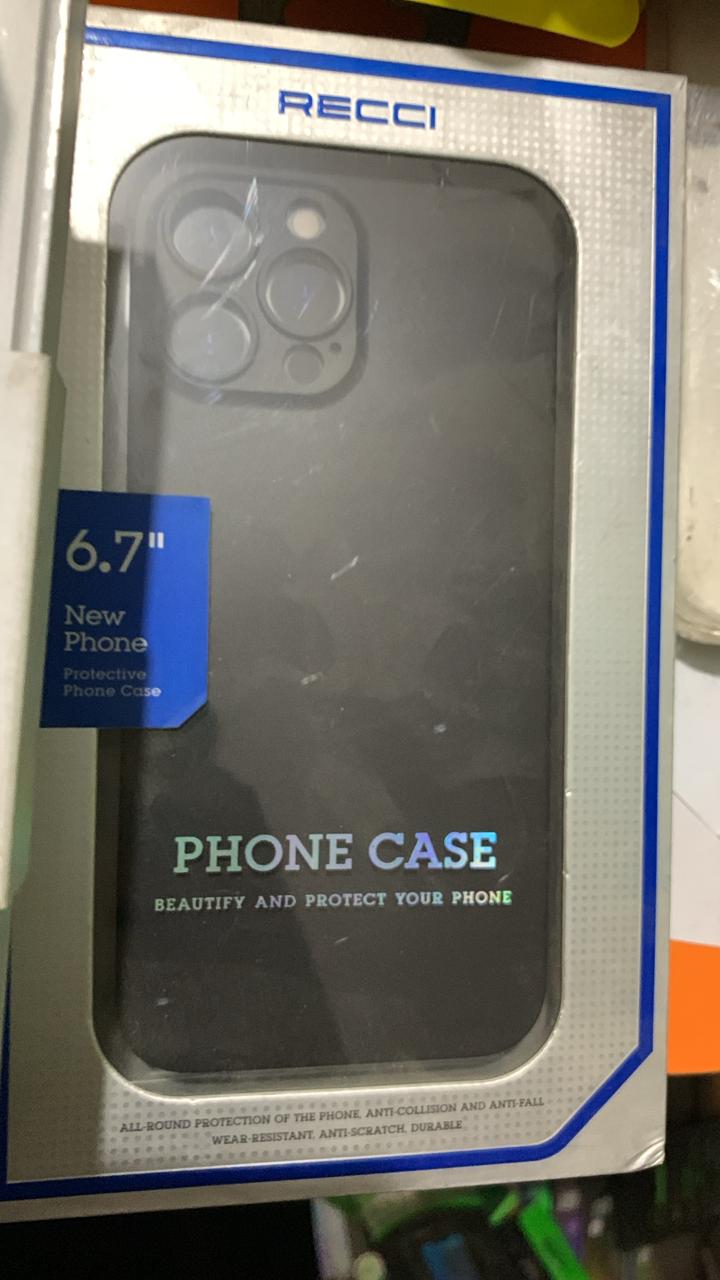 RECCI
6.7"
New
Phone
Protective
Phone Case
PHONE CASE
BEAUTIFY AND PROTECT YOUR PHONE
ALL-ROUND PROTECTION OF THE PHONE, ANTI-COLLISION AND ANTI-FALL
WEAR-RESISTANT, ANTI-SCRATCH, DURABLE